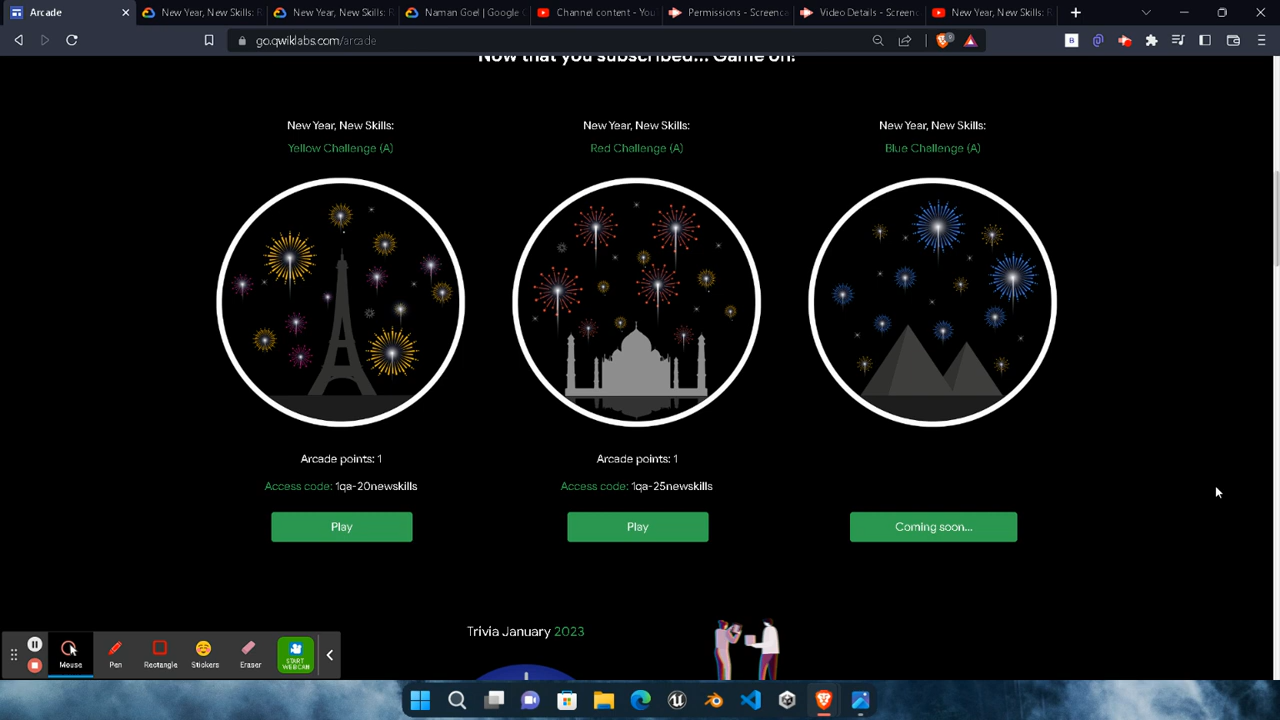 Arcade
New Year, New Skills: R
New Year, New Skills: R
Naman Goel | Google C
Channel content - You
Permissions - Screenca
Video Details - Screenc
New Year, New Skills: R
go.qwiklabs.com/arcade
Now that you subscribed... Game on!
New Year, New Skills:
Yellow Challenge (A)
New Year, New Skills:
Red Challenge (A)
New Year, New Skills:
Blue Challenge (A)
Arcade points: 1
Access code: 1qa-20newskills
Play
Arcade points: 1
Access code: 1qa-25newskills
Play
Coming soon...
Trivia January 2023
Mouse
Pen
Rectangle
Stickers
Eraser
START
WEBCAM